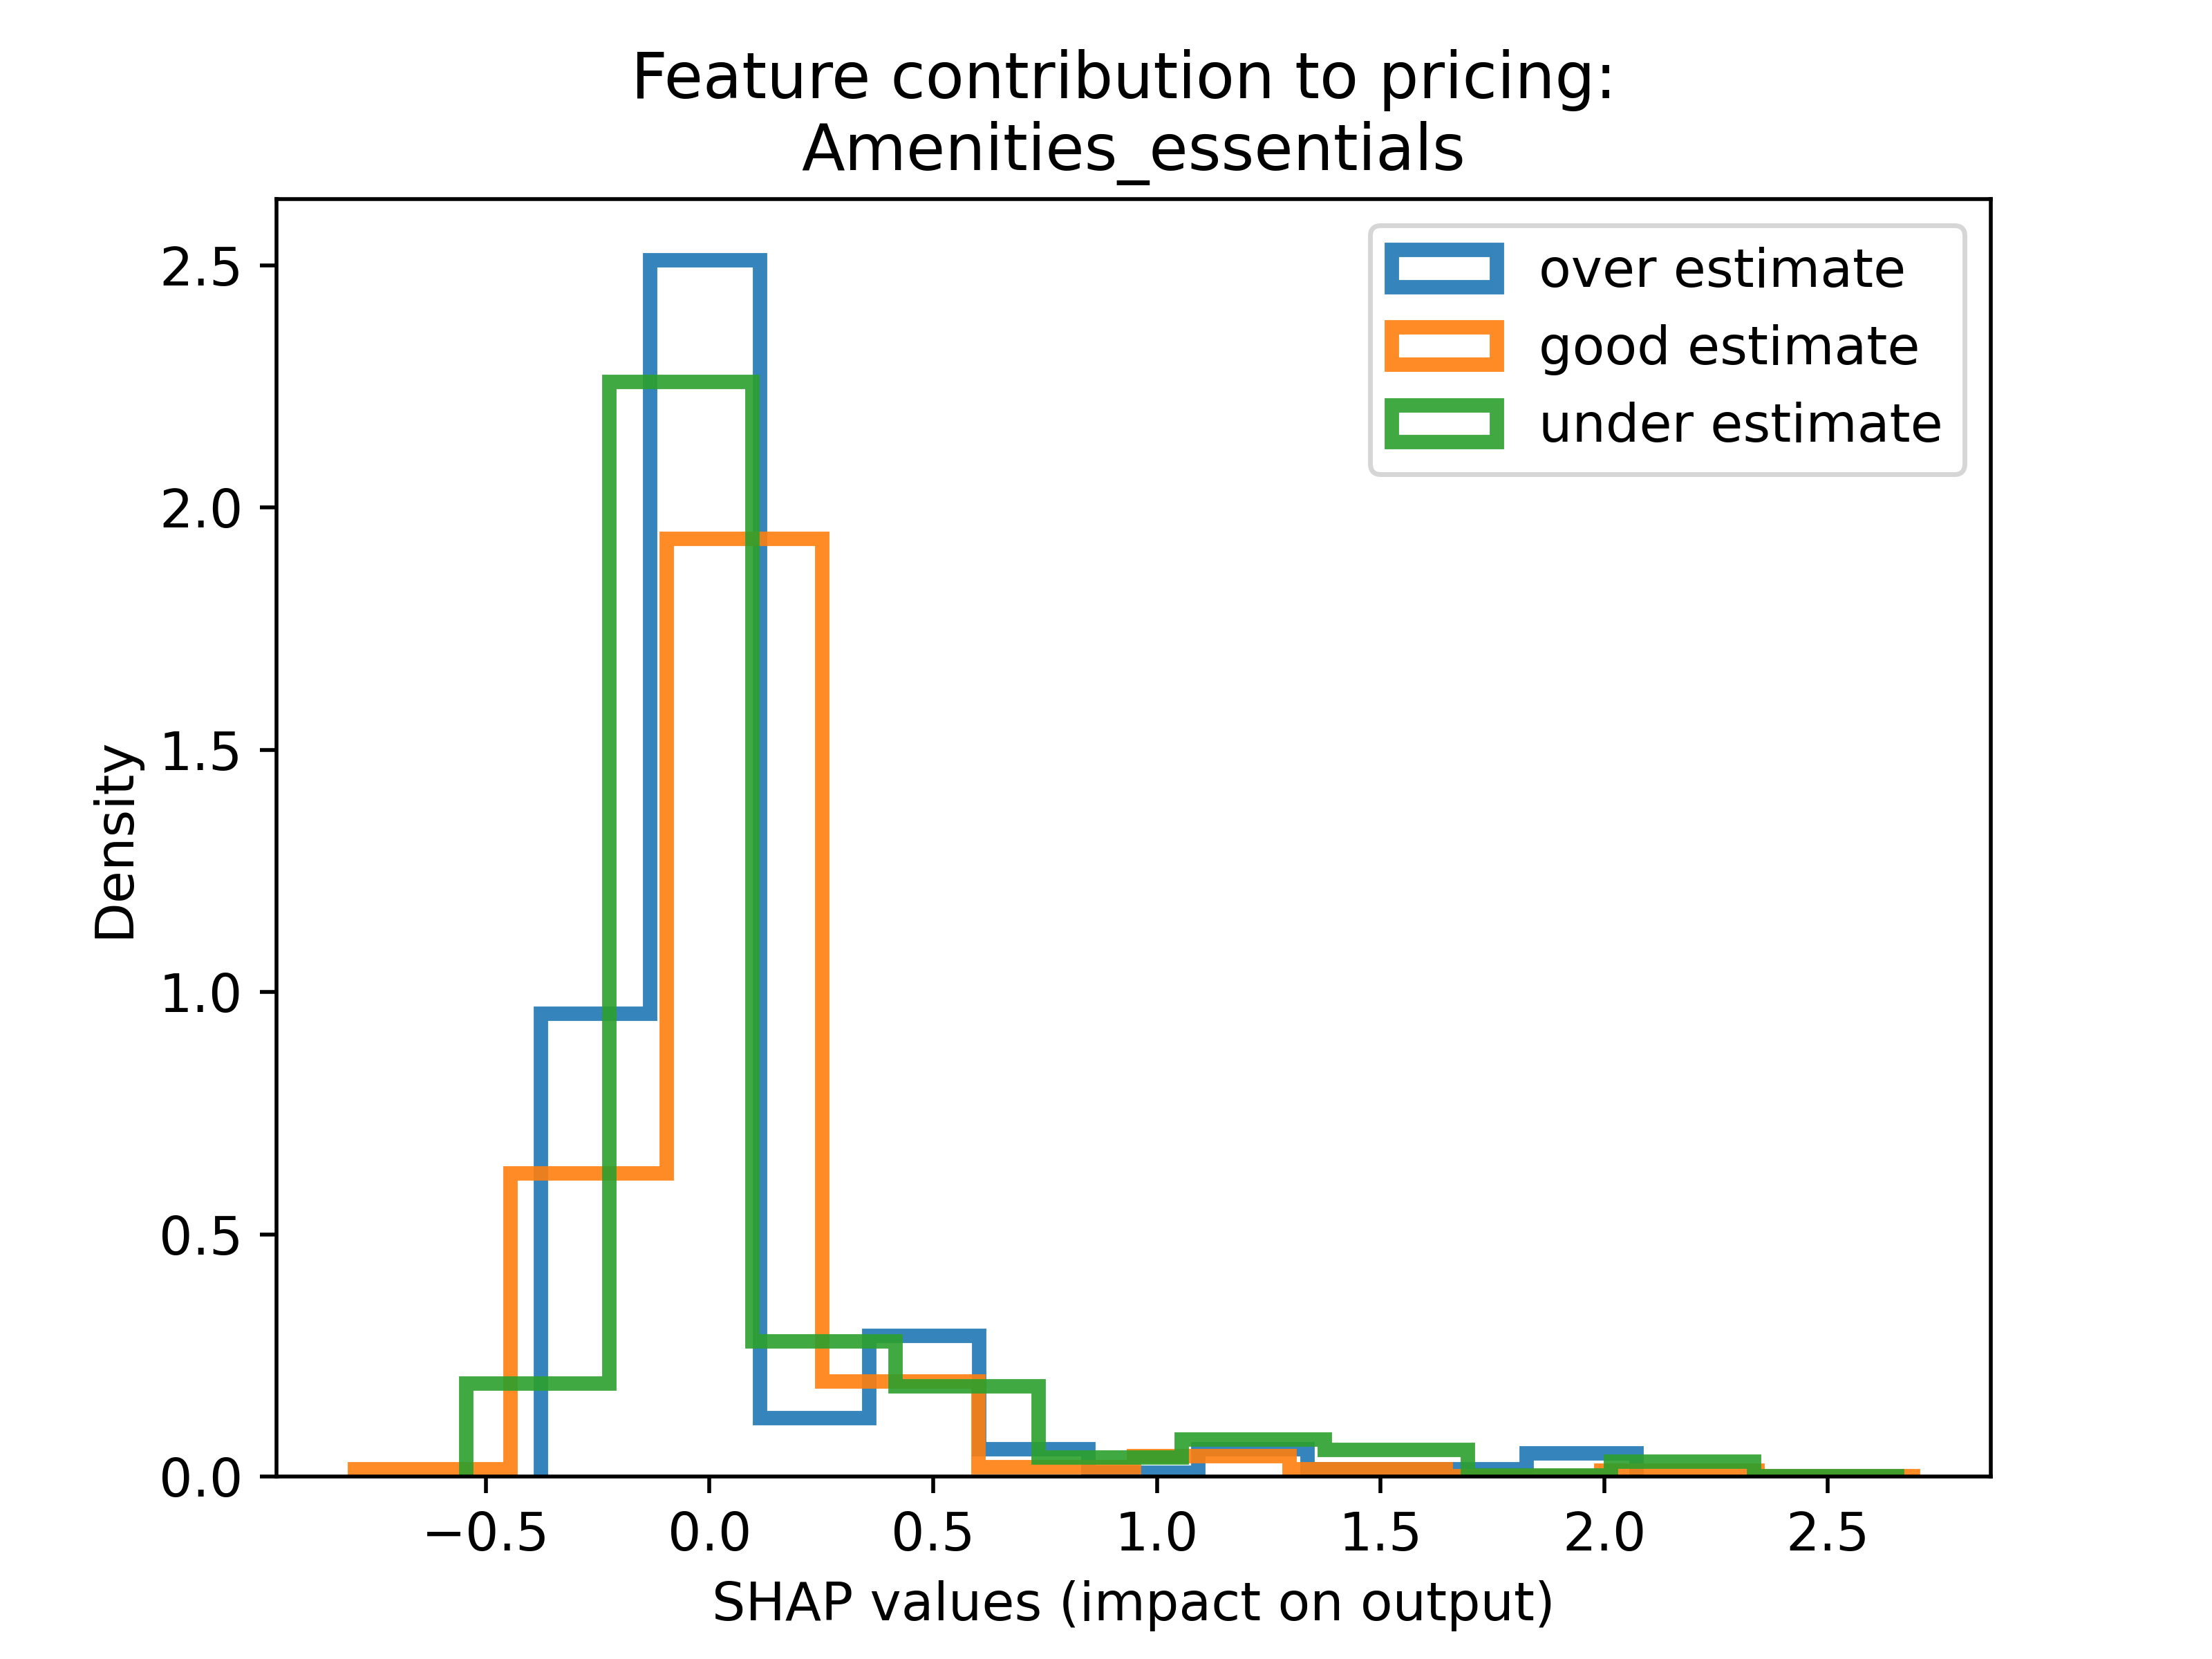 Feature contribution to pricing:
Amenities_essentials
over estimate
good estimate
under estimate
2.5
2.0
1.5
1.0
0.5
0.0
Density
−0.5 0.0 0.5 1.0 1.5 2.0 2.5
SHAP values (impact on output)